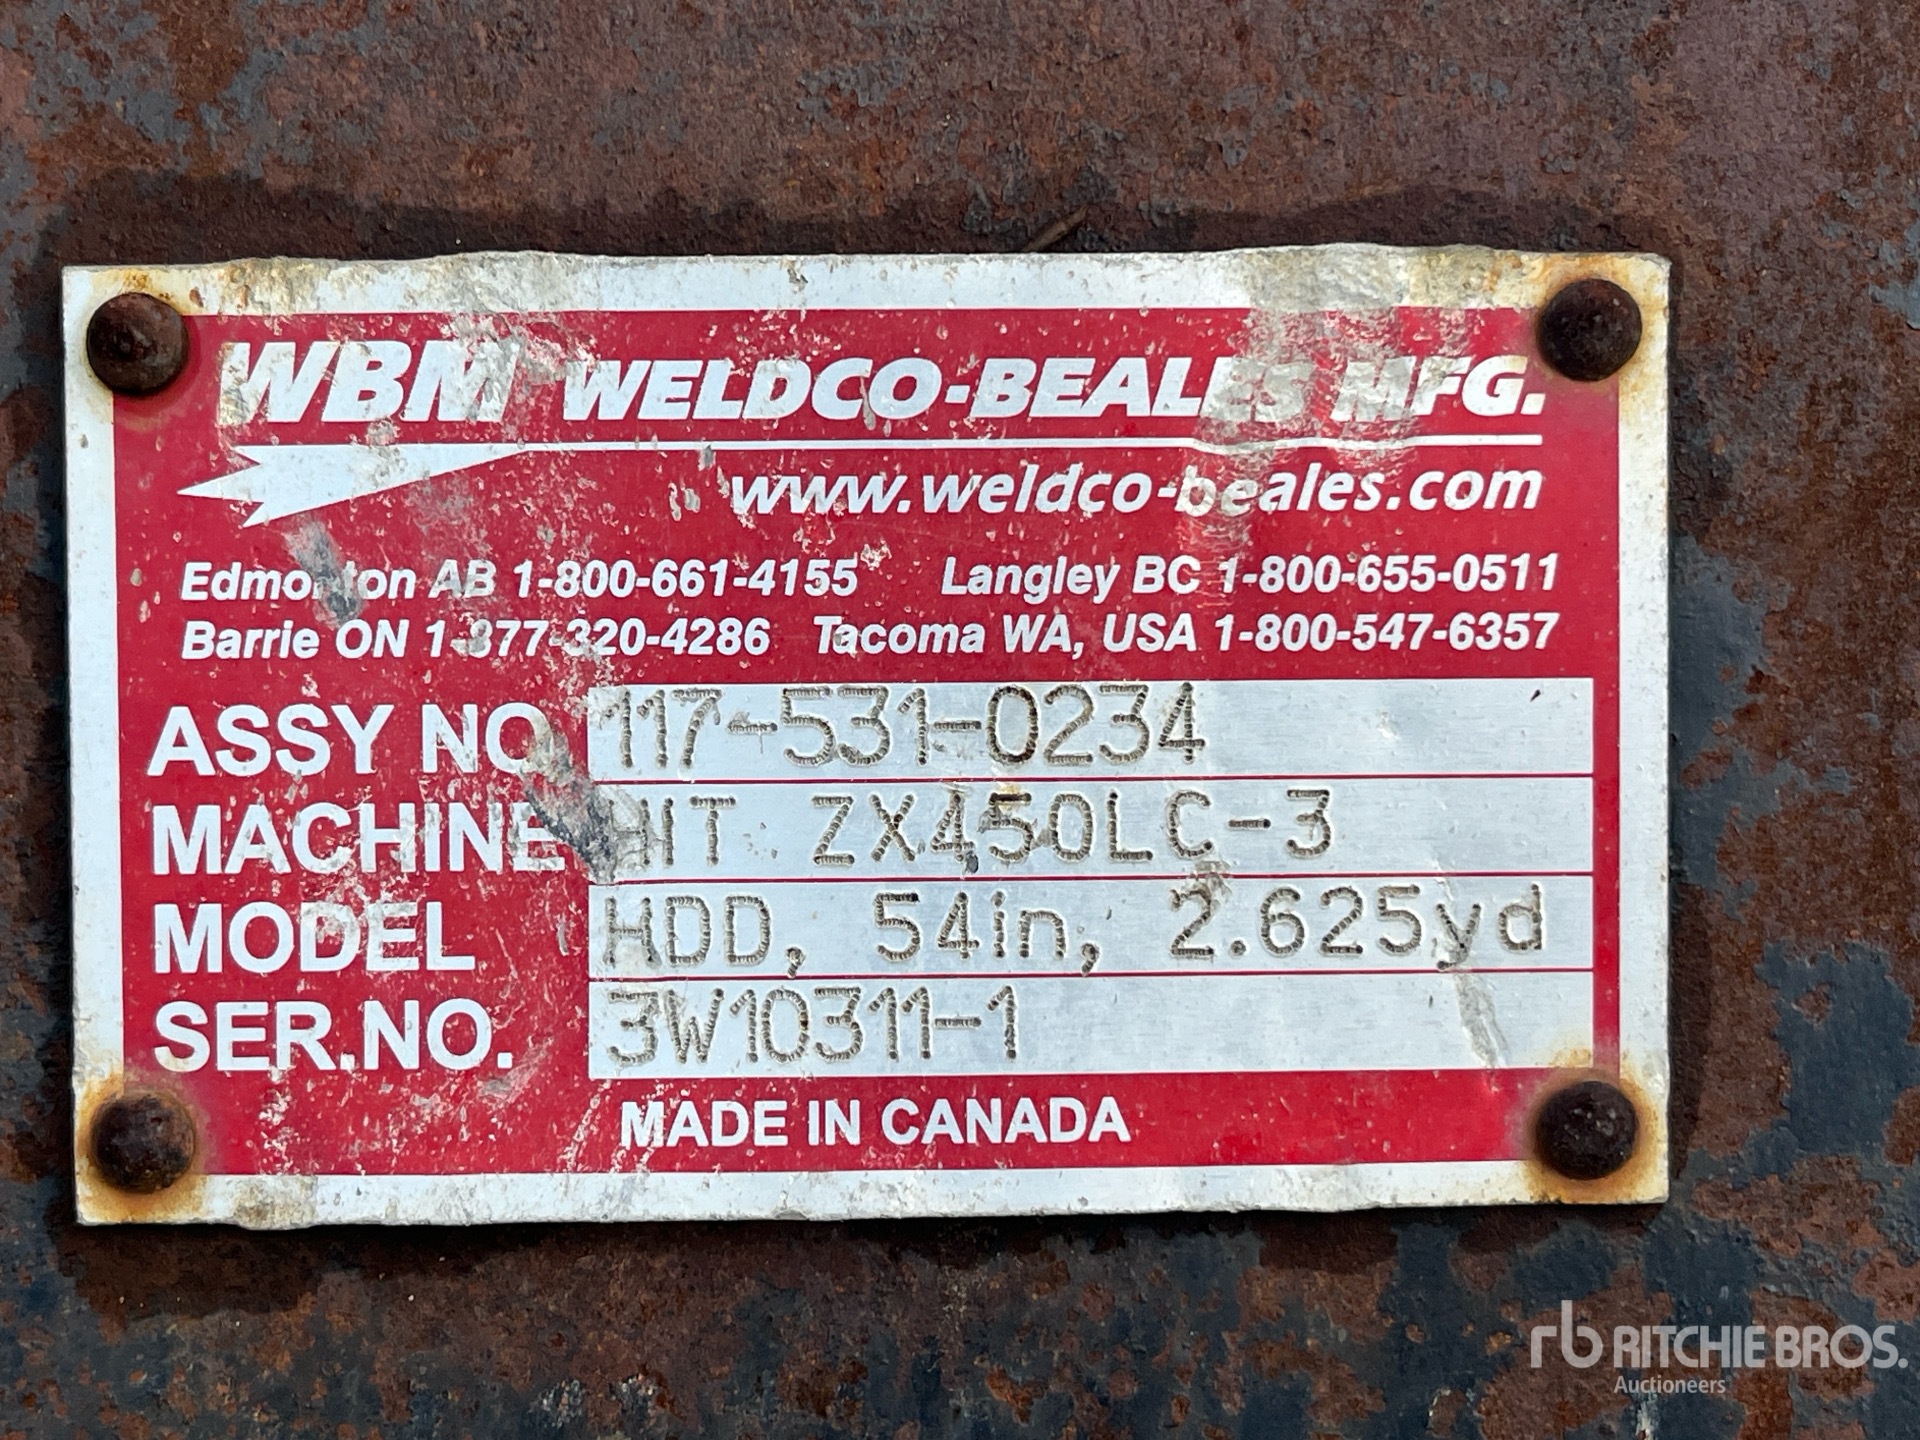 WBM WELDCO-BEALES MFG.
www.weldco-beales.com
Edmonton AB 1-800-661-4155 Langley BC 1-800-655-0511
Barrie ON 1-877-320-4286 Tacoma WA, USA 1-800-547-6357
ASSY NO. 117-531-0234
MACHINE HIT ZX450LC-3
MODEL HDD, 54in, 2.625yd
SER.NO. 3W10311-1
MADE IN CANADA
rb RITCHIE BROS.
Auctioneers